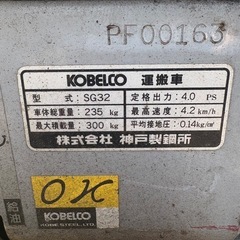 PF00163
KOBELCO 運搬車
型 式 SG32 定格出力 4.0 PS
車体総重量 235 kg 最高速度 4.2 km/h
最大積載量 300 kg 平均接地圧 0.14 kg/cm²
株式会社 神戸製鋼所
給油
OK
KOBELCO
KOBE STEEL, LTD.